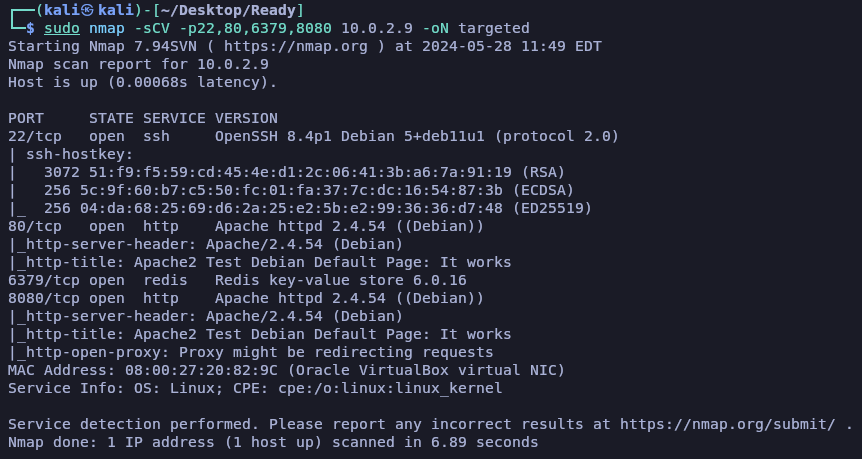 ┌──(kali㉿kali)-[~/Desktop/Ready]
└─$ sudo nmap -sCV -p22,80,6379,8080 10.0.2.9 -oN targeted
Starting Nmap 7.94SVN ( https://nmap.org ) at 2024-05-28 11:49 EDT
Nmap scan report for 10.0.2.9
Host is up (0.00068s latency).

PORT     STATE SERVICE VERSION
22/tcp   open  ssh     OpenSSH 8.4p1 Debian 5+deb11u1 (protocol 2.0)
| ssh-hostkey:
|   3072 51:f9:f5:59:cd:45:4e:d1:2c:06:41:3b:a6:7a:91:19 (RSA)
|   256 5c:9f:60:b7:c5:50:fc:01:fa:37:7c:dc:16:54:87:3b (ECDSA)
|_  256 04:da:68:25:69:d6:2a:25:e2:5b:e2:99:36:36:d7:48 (ED25519)
80/tcp   open  http    Apache httpd 2.4.54 ((Debian))
|_http-server-header: Apache/2.4.54 (Debian)
|_http-title: Apache2 Test Debian Default Page: It works
6379/tcp open  redis   Redis key-value store 6.0.16
8080/tcp open  http    Apache httpd 2.4.54 ((Debian))
|_http-server-header: Apache/2.4.54 (Debian)
|_http-title: Apache2 Test Debian Default Page: It works
|_http-open-proxy: Proxy might be redirecting requests
MAC Address: 08:00:27:20:82:9C (Oracle VirtualBox virtual NIC)
Service Info: OS: Linux; CPE: cpe:/o:linux:linux_kernel

Service detection performed. Please report any incorrect results at https://nmap.org/submit/ .
Nmap done: 1 IP address (1 host up) scanned in 6.89 seconds